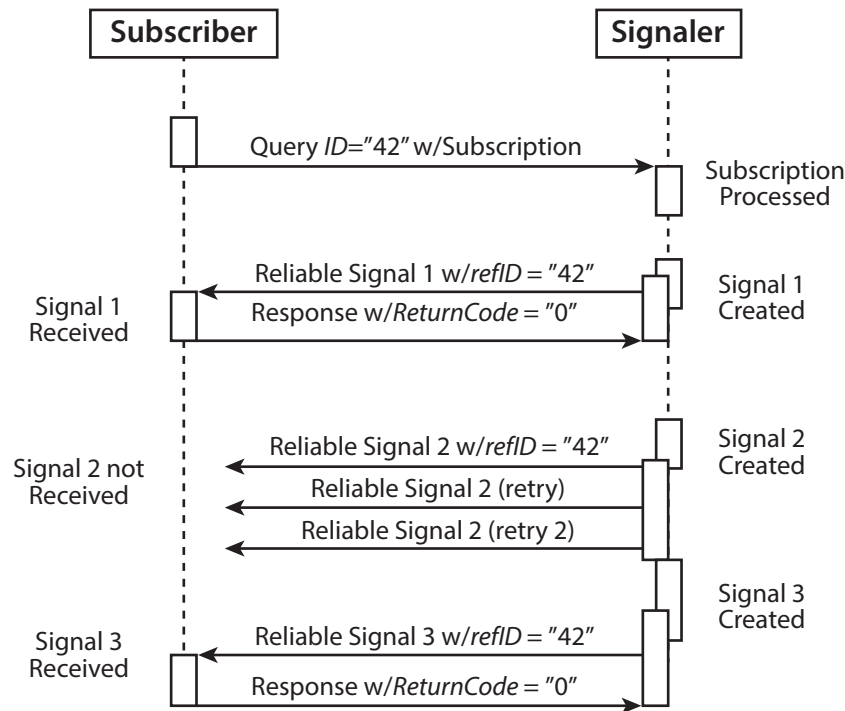 Subscriber
Signaler
Query ID=”42” w/Subscription
Subscription
Processed
Reliable Signal 1 w/refID = ”42”
Signal 1
Created
Signal 1
Received
Response w/ReturnCode = ”0”
Reliable Signal 2 w/refID = ”42”
Signal 2
Created
Signal 2 not
Received
Reliable Signal 2 (retry)
Reliable Signal 2 (retry 2)
Signal 3
Created
Signal 3
Received
Reliable Signal 3 w/refID = ”42”
Response w/ReturnCode = ”0”